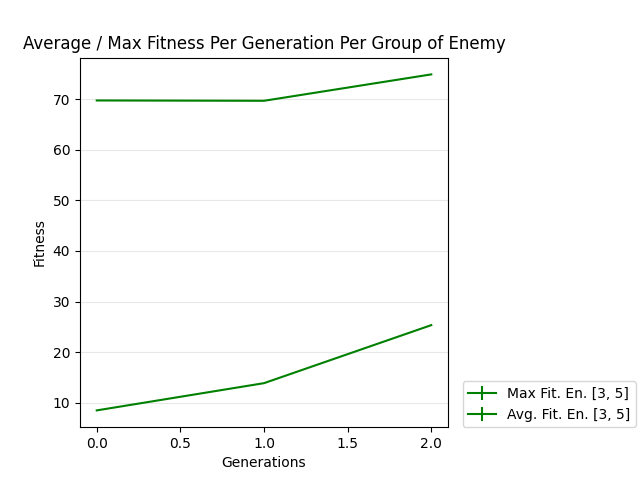 Average / Max Fitness Per Generation Per Group of Enemy
70
60
50
40
30
20
10
Fitness
0.0 0.5 1.0 1.5 2.0
Generations
Max Fit. En. [3, 5]
Avg. Fit. En. [3, 5]